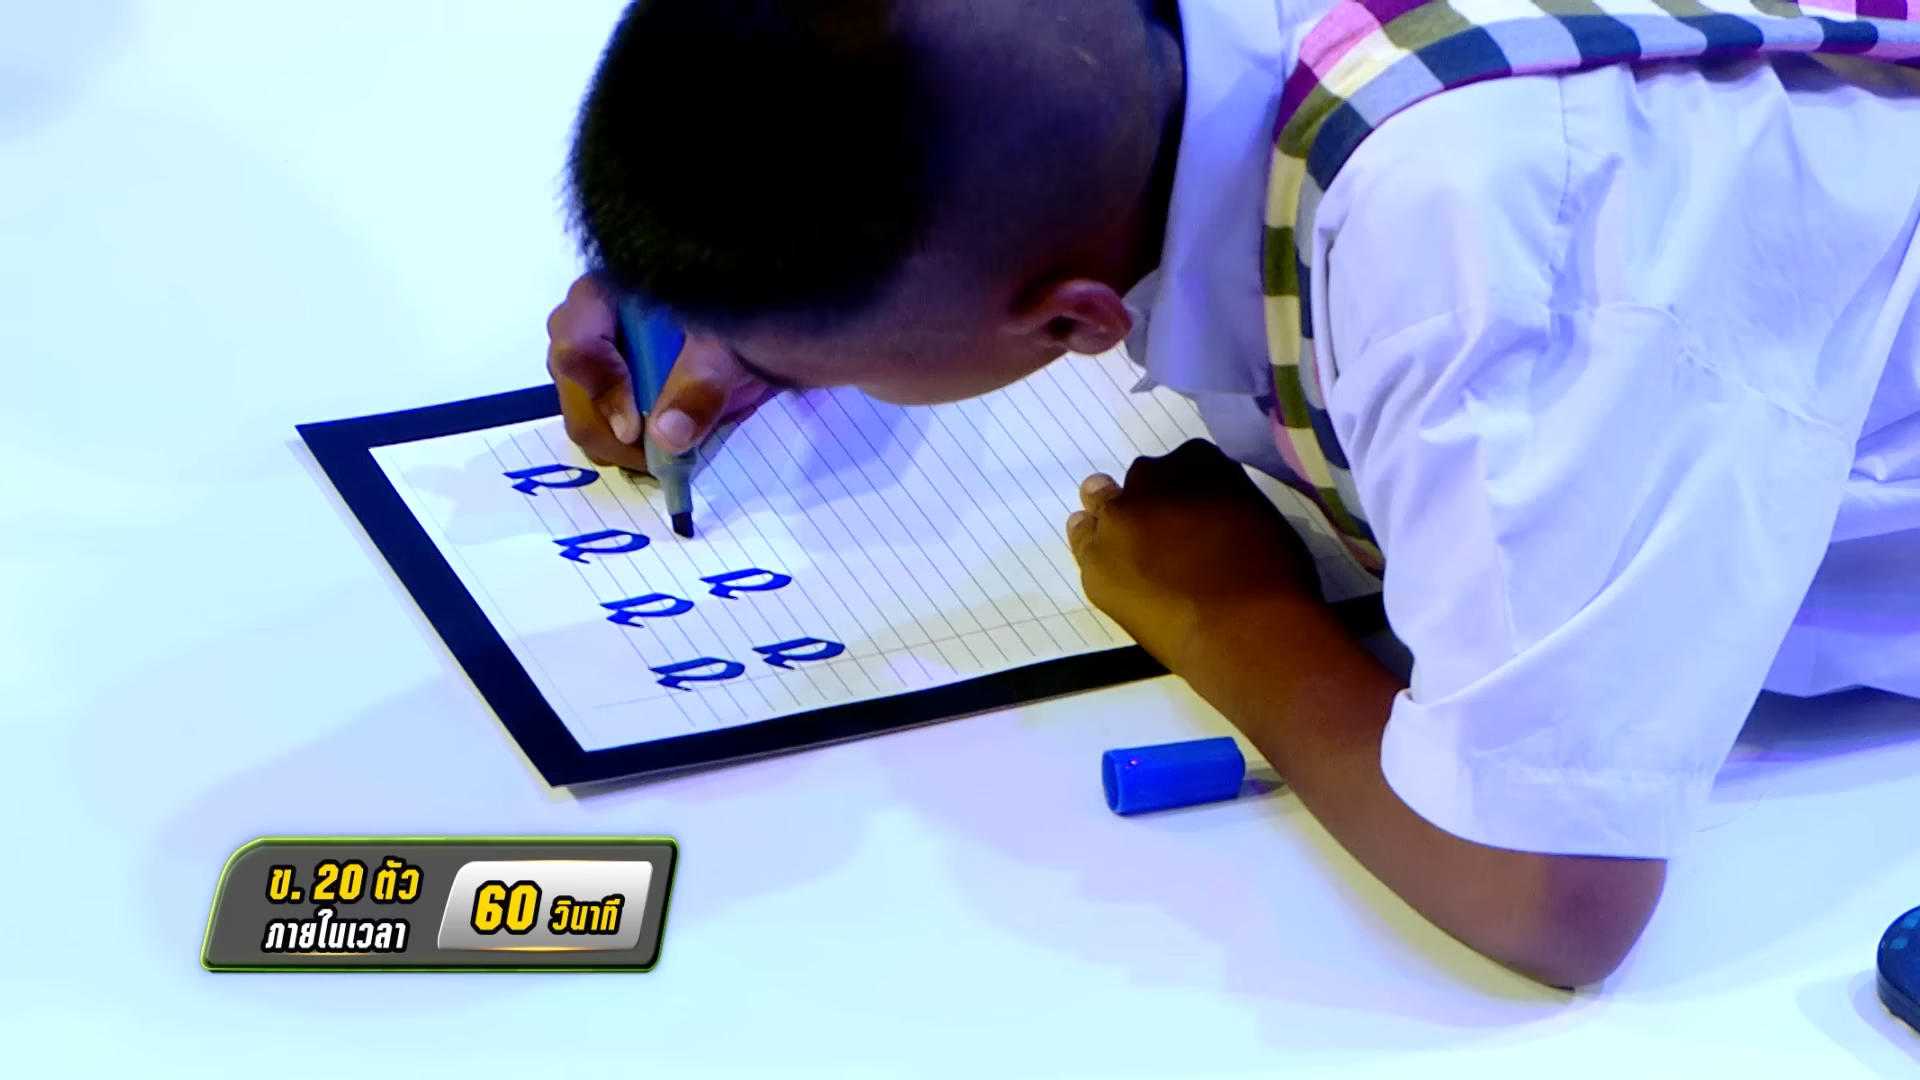 ข ข ข ข
ข ข
ข. 20 ตัว
ภายในเวลา
60 วินาที